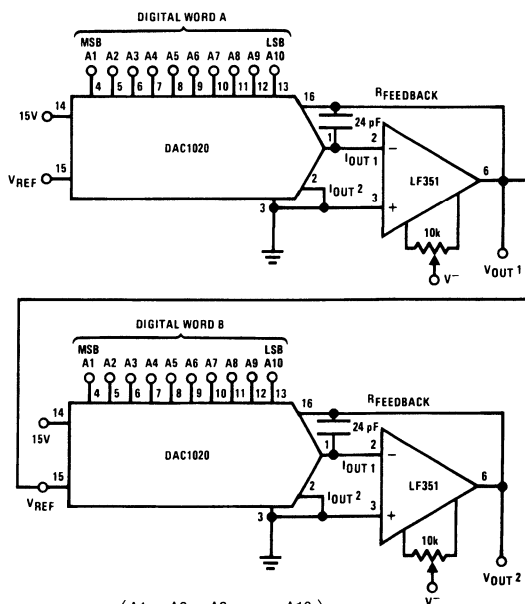 DIGITAL WORD A
MSB LSB
A1 A2 A3 A4 A5 A6 A7 A8 A9 A10
4 5 6 7 8 9 10 11 12 13
16 RFEEDBACK
15V 14
24 pF
DAC1020
1 IOUT 1 2 −
LF351 6
VREF 15
2 IOUT 2
3 3 +
10k
V− VOUT 1
DIGITAL WORD B
MSB LSB
A1 A2 A3 A4 A5 A6 A7 A8 A9 A10
4 5 6 7 8 9 10 11 12 13
16 RFEEDBACK
14
15V
24 pF
DAC1020
1 IOUT 1 2 −
LF351 6
15
VREF
2 IOUT 2
3 3 +
10k
VOUT 2
V−